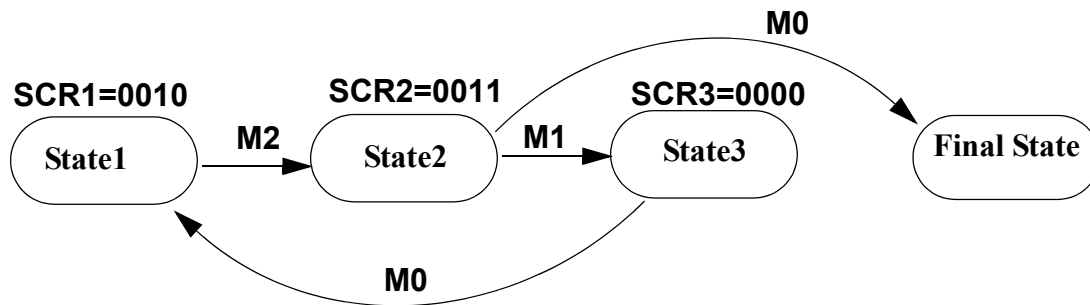 M0
SCR1=0010
SCR2=0011
SCR3=0000
State1
M2
State2
M1
State3
Final State
M0